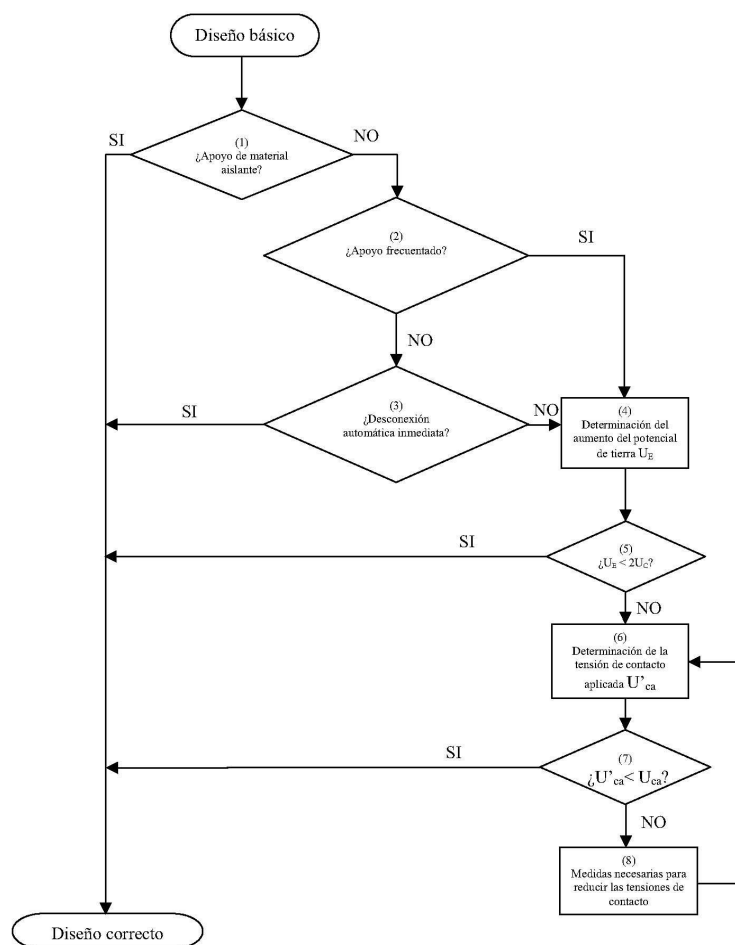 Diseño básico
SI
NO
(1)
¿Apoyo de material
aislante?
(2)
¿Apoyo frecuentado?
SI
NO
SI
(3)
¿Desconexión
automática inmediata?
NO
(4)
Determinación del
aumento del potencial
de tierra U_E
SI
(5)
¿U_E < 2U_C?
NO
(6)
Determinación de la
tensión de contacto
aplicada U'_ca
SI
(7)
¿U'_ca< U_ca?
NO
(8)
Medidas necesarias para
reducir las tensiones de
contacto
Diseño correcto